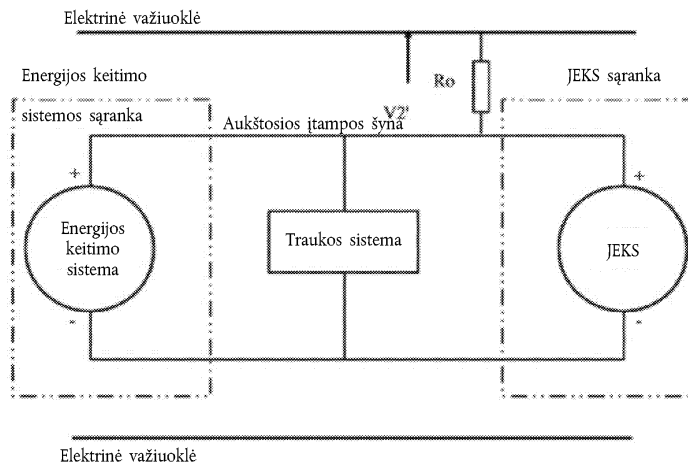 Elektrinė važiuoklė
Energijos keitimo
sistemos sąranka
Ro
JEKS sąranka
V2'
Aukštosios įtampos šyna
+
+
Energijos
keitimo
sistema
Traukos sistema
JEKS
-
-
Elektrinė važiuoklė